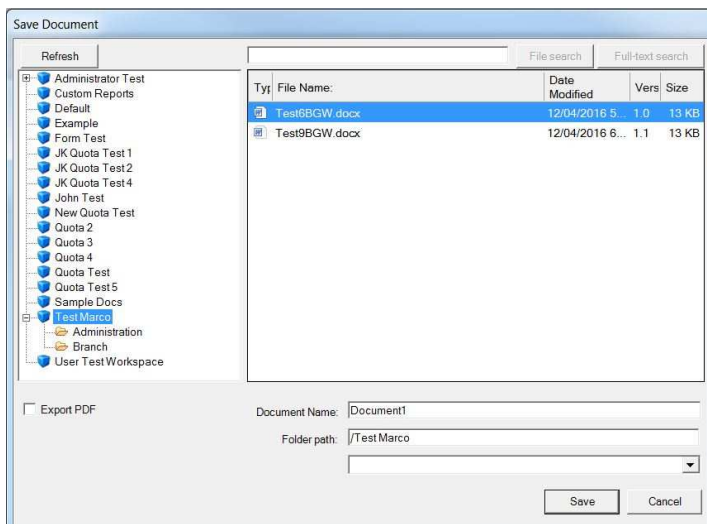 Save Document
Refresh
File search
Full-text search
Administrator Test
Custom Reports
Default
Example
Form Test
JK Quota Test 1
JK Quota Test 2
JK Quota Test 4
John Test
New Quota Test
Quota 2
Quota 3
Quota 4
Quota Test
Quota Test 5
Sample Docs
Test Marco
Administration
Branch
User Test Workspace
Typ File Name: Date Modified Vers Size
Test6BGW.docx 12/04/2016 5... 1.0 13 KB
Test9BGW.docx 12/04/2016 6... 1.1 13 KB
Export PDF
Document Name: Document1
Folder path: /Test Marco
Save Cancel